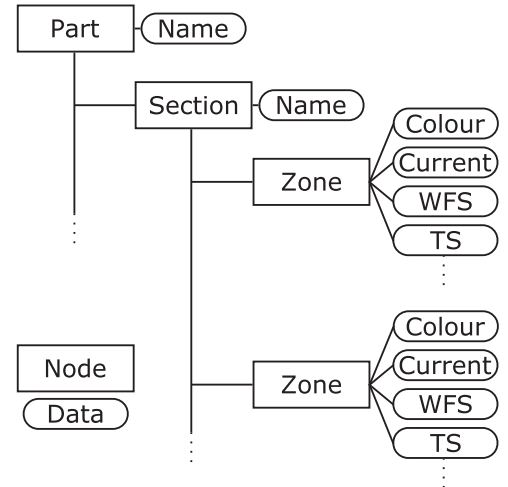 Part
Name
Section
Name
Zone
Colour
Current
WFS
TS
Zone
Colour
Current
WFS
TS
Node
Data